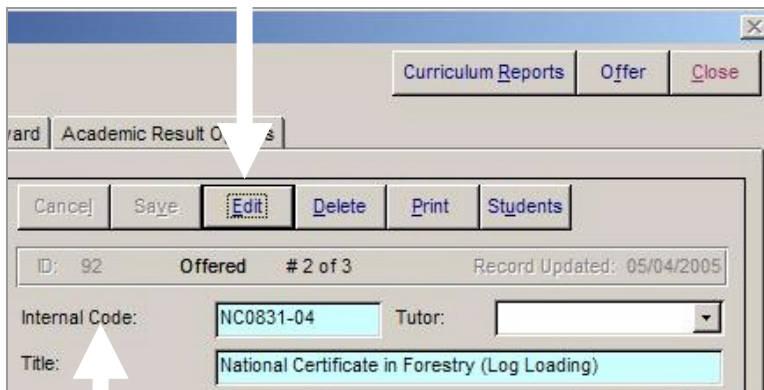 Curriculum Reports Offer Close
ard Academic Result
Cancel Save Edit Delete Print Students
ID: 92 Offered # 2 of 3 Record Updated: 05/04/2005
Internal Code: NC0831-04 Tutor:
Title: National Certificate in Forestry (Log Loading)